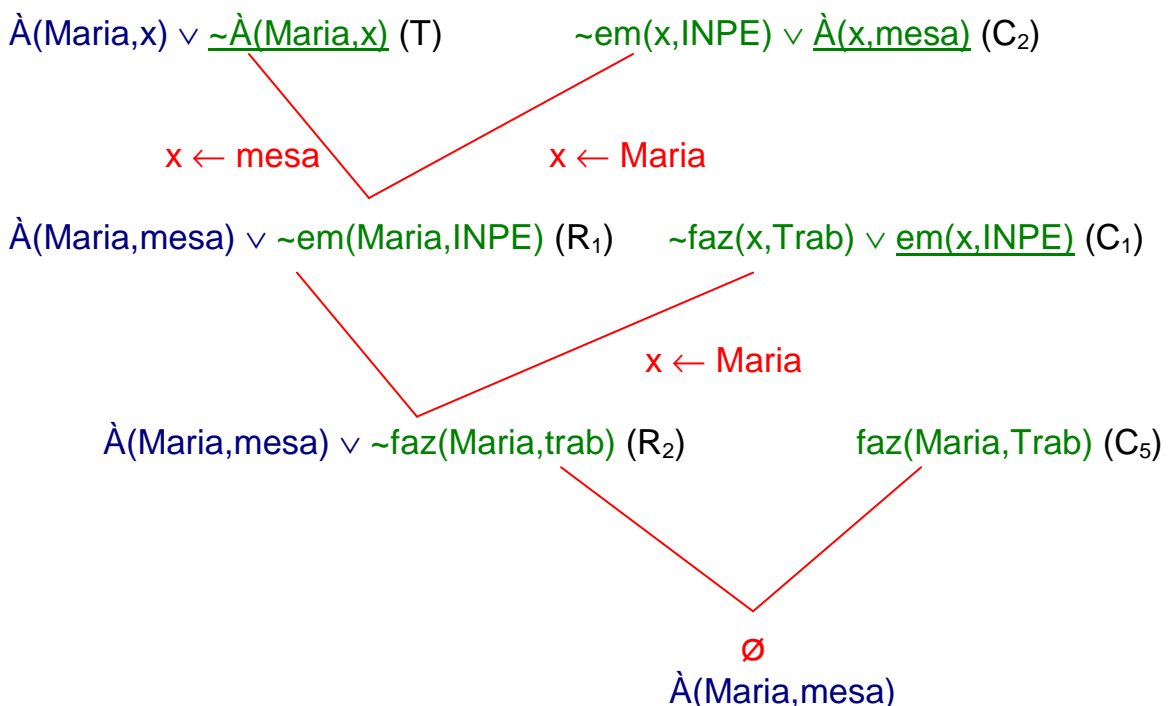 À(Maria,x) ∨ ~À(Maria,x) (T) ~em(x,INPE) ∨ À(x,mesa) (C₂)
x ← mesa x ← Maria
À(Maria,mesa) ∨ ~em(Maria,INPE) (R₁) ~faz(x,Trab) ∨ em(x,INPE) (C₁)
x ← Maria
À(Maria,mesa) ∨ ~faz(Maria,trab) (R₂) faz(Maria,Trab) (C₅)
Ø
À(Maria,mesa)